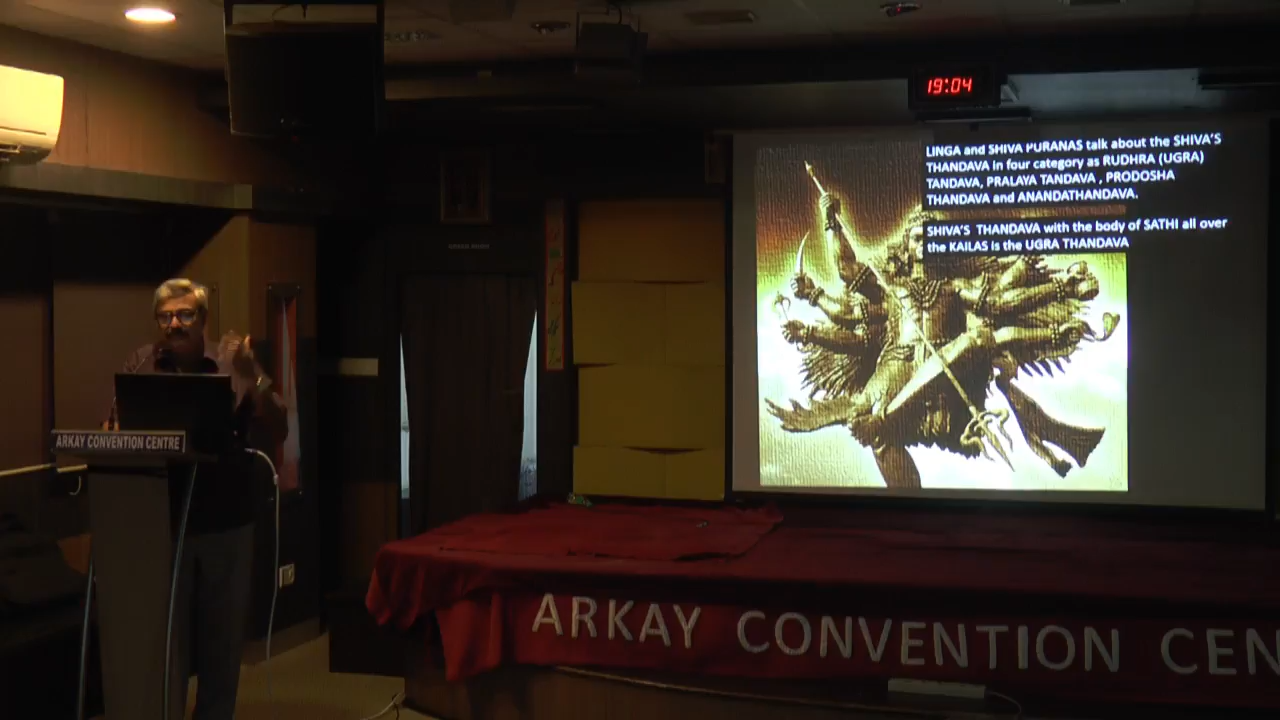 19:04
LINGA and SHIVA PURANAS talk about the SHIVA'S
THANDAVA in four category as RUDHRA (UGRA)
TANDAVA, PRALAYA TANDAVA , PRODOSHA
THANDAVA and ANANDATHANDAVA.
SHIVA'S THANDAVA with the body of SATHI all over
the KAILAS is the UGRA THANDAVA
ARKAY CONVENTION CENTRE
ARKAY CONVENTION CEN